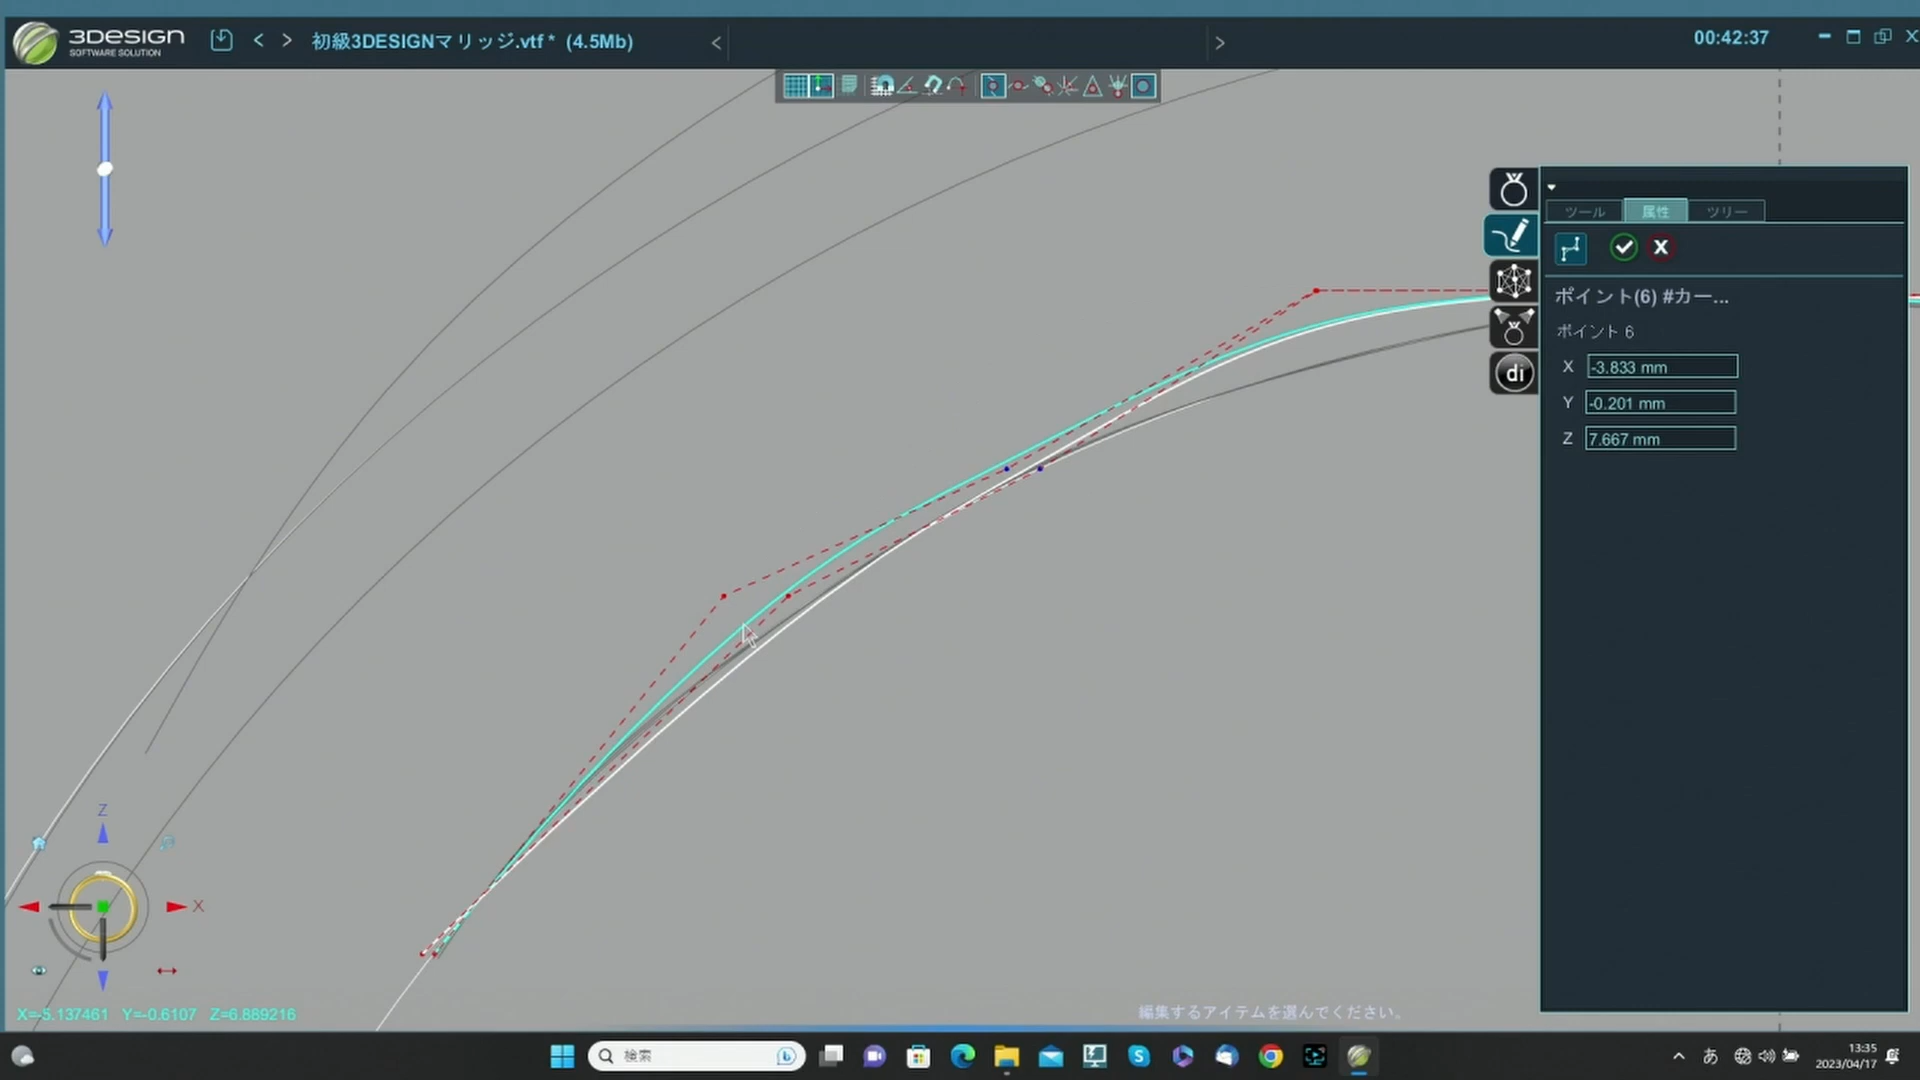 3DESIGN
SOFTWARE SOLUTION
初級3DESIGNマリッジ.vtf * (4.5Mb)
00:42:37
ツール
属性
ツリー
ポイント(6) #カー...
ポイント 6
X
-3.833 mm
Y
-0.201 mm
Z
7.667 mm
di
Z
X
X=-5.137461 Y=-0.6107 Z=6.889216
編集するアイテムを選んでください。
検索
あ
13:35
2023/04/17